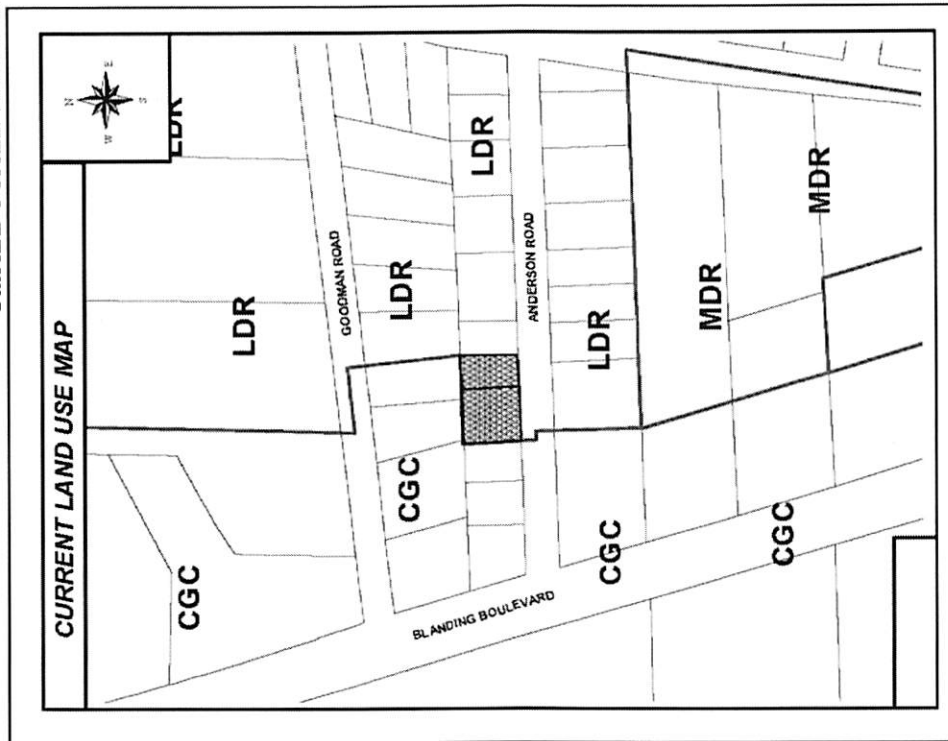 CURRENT LAND USE MAP
N
W E
S
LDR
LDR
CGC
GOODMAN ROAD
LDR
LDR
CGC
ANDERSON ROAD
LDR
BLANDING BOULEVARD
CGC
MDR
MDR
CGC